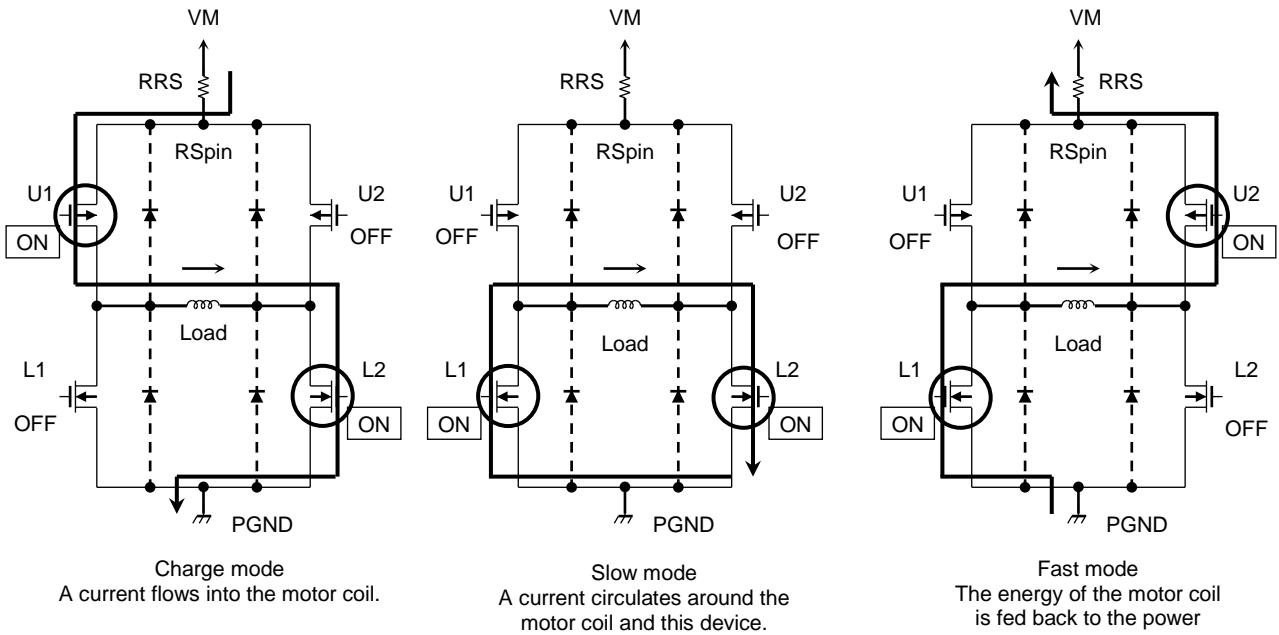 VM
RRS
RSpin
U1
U2
ON
OFF
Load
L1
L2
OFF
ON
PGND
Charge mode
A current flows into the motor coil.
VM
RRS
RSpin
U1
U2
OFF
OFF
Load
L1
L2
ON
ON
PGND
Slow mode
A current circulates around the
motor coil and this device.
VM
RRS
RSpin
U1
U2
OFF
ON
Load
L1
L2
ON
OFF
PGND
Fast mode
The energy of the motor coil
is fed back to the power